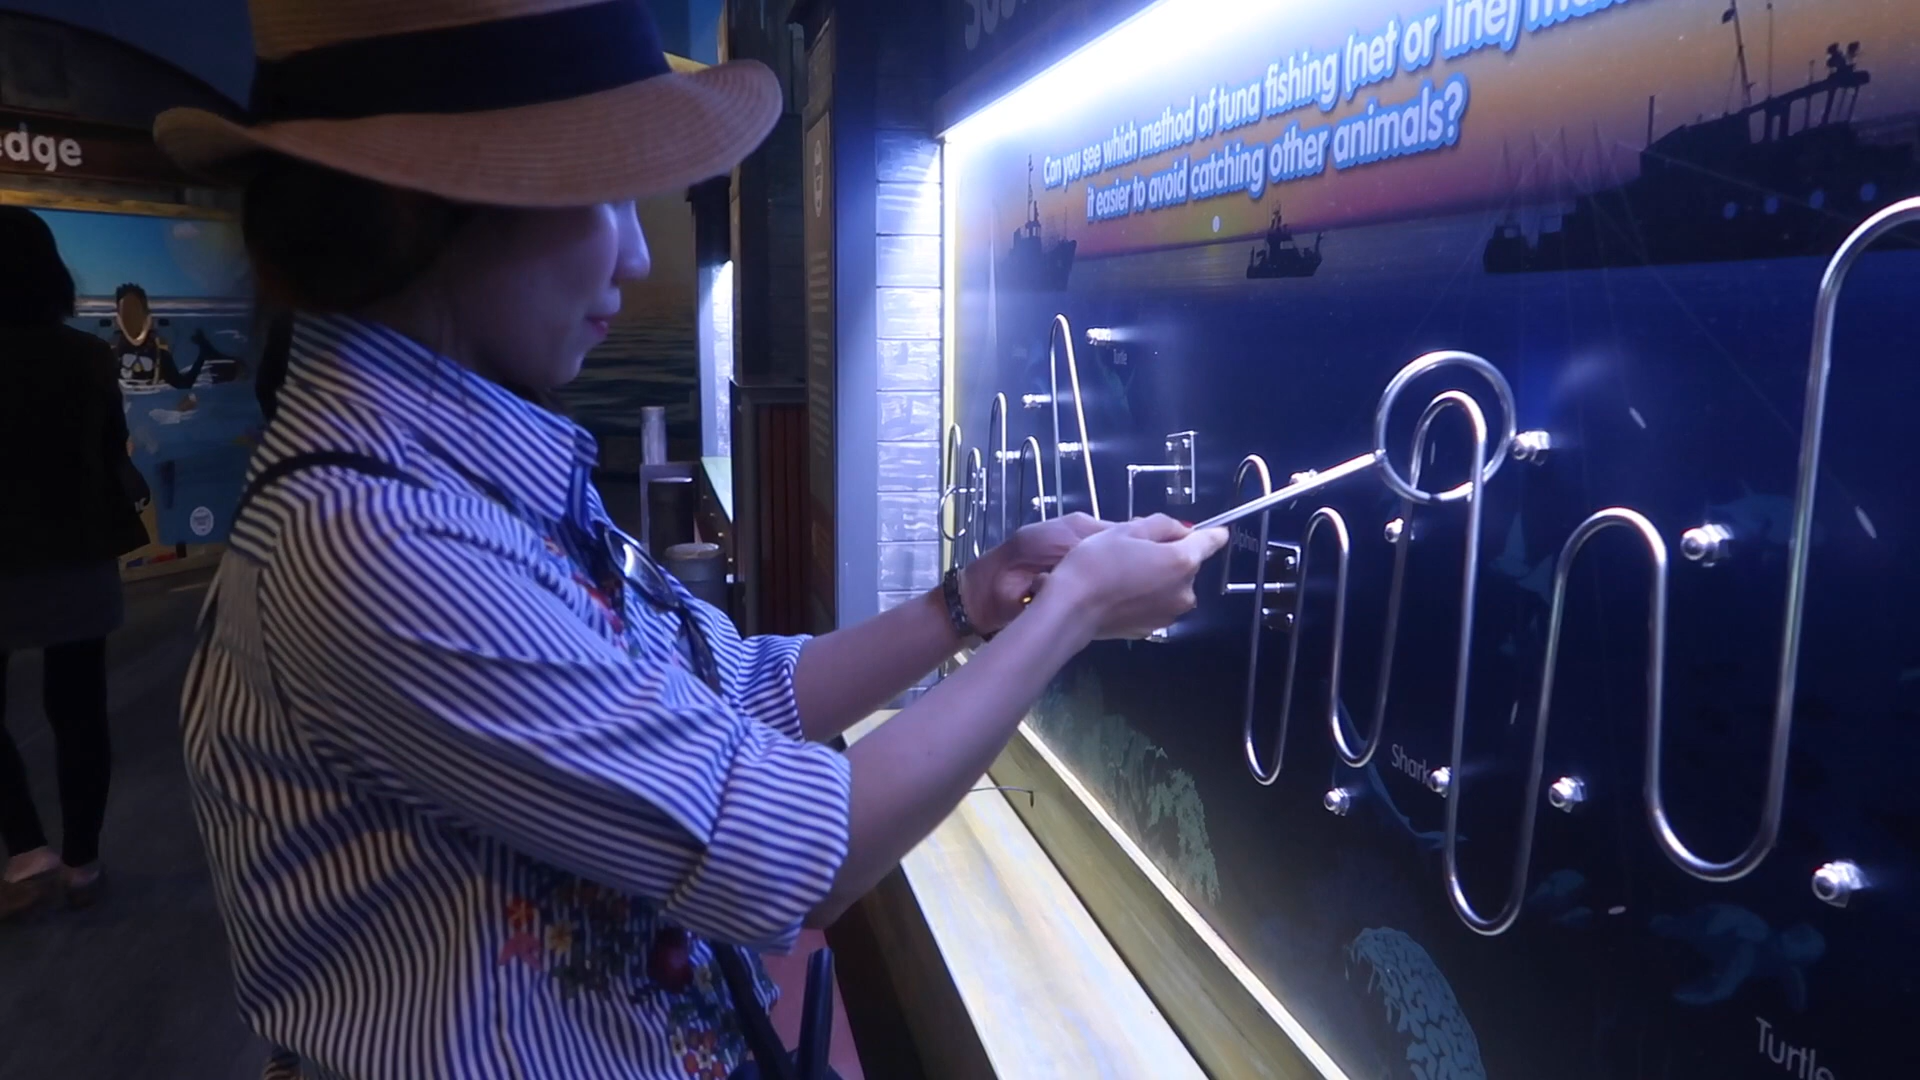 edge
Can you see which method of tuna fishing (net or line)
it easier to avoid catching other animals?
Turtle
Shark
Turtle